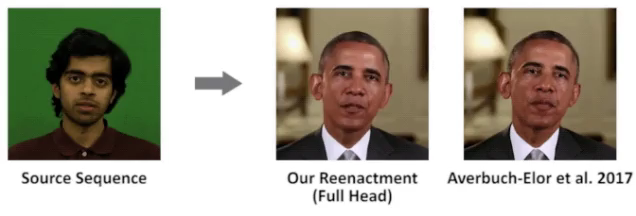 Source Sequence
Our Reenactment
(Full Head)
Averbuch-Elor et al. 2017